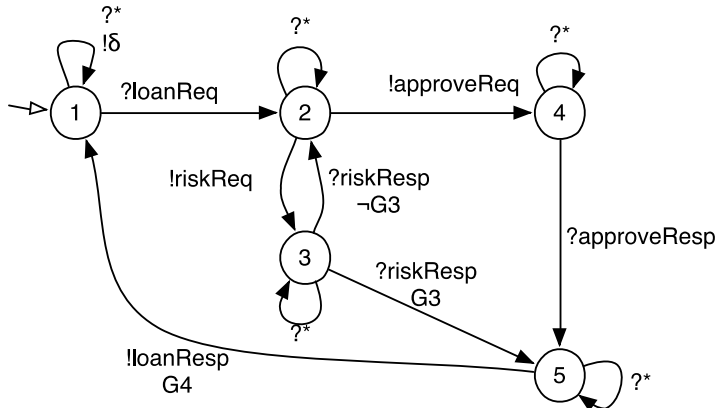 ?*
!δ
?*
?*
?loanReq
!approveReq
1
2
4
!riskReq
?riskResp
¬G3
?approveResp
3
?riskResp
G3
?*
!loanResp
G4
5
?*